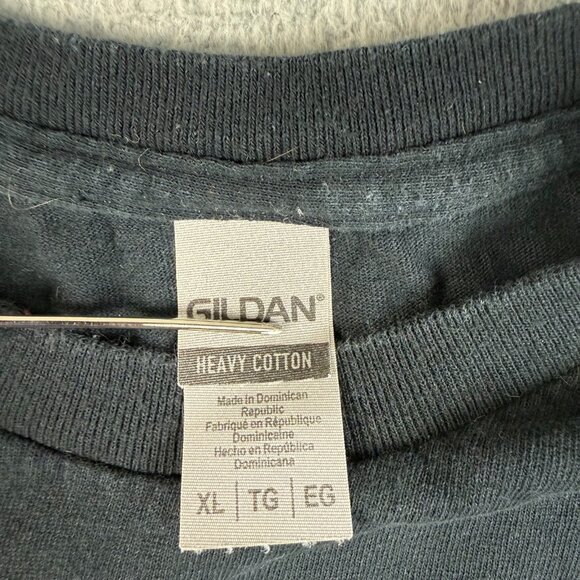 GILDAN®
HEAVY COTTON
Made in Dominican
Republic
Fabriqué en République
Dominicaine
Hecho en República
Dominicana
XL | TG | EG